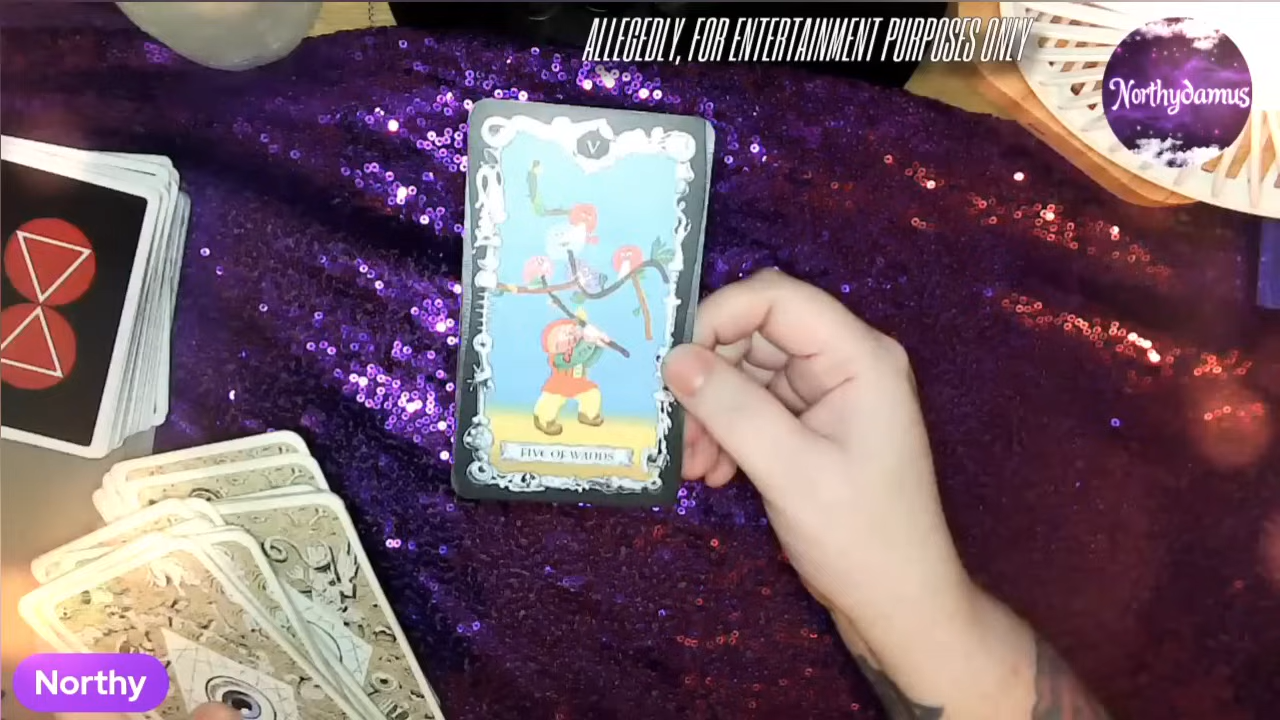 ALLEGEDLY, FOR ENTERTAINMENT PURPOSES ONLY
Northydamus
V
FIVE OF WANDS
Northy